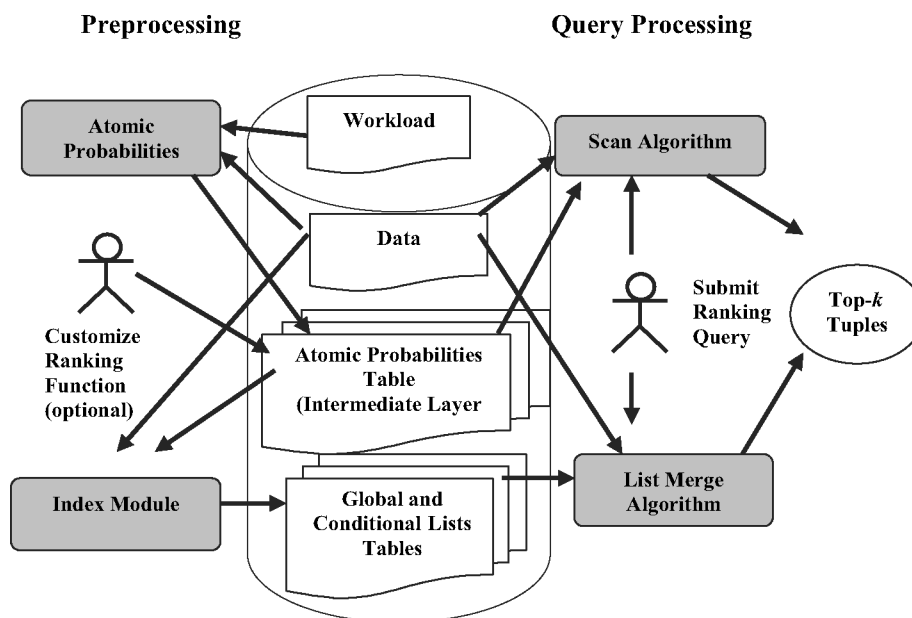 Preprocessing
Query Processing
Workload
Atomic
Probabilities
Scan Algorithm
Data
Customize
Ranking
Function
(optional)
Submit
Ranking
Query
Top-k
Tuples
Atomic Probabilities
Table
(Intermediate Layer
Index Module
Global and
Conditional Lists
Tables
List Merge
Algorithm